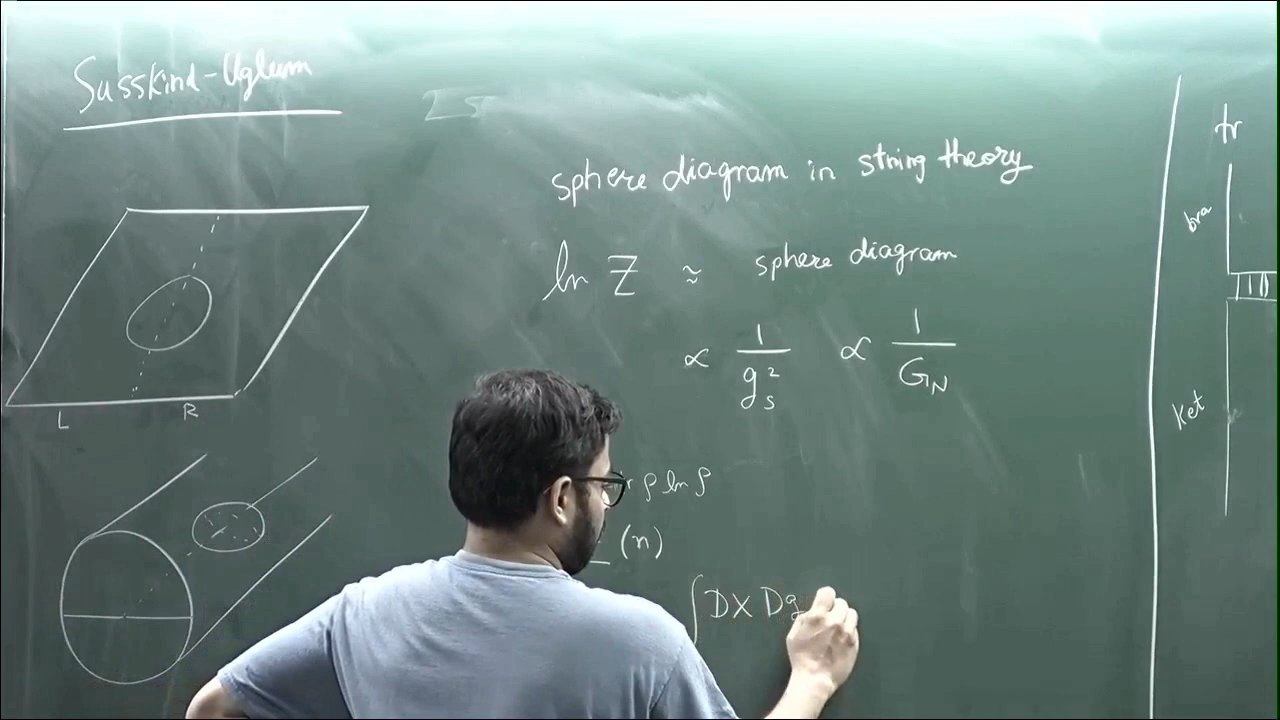 Susskind-Uglum
L R
sphere diagram in string theory
ln Z ≈ sphere diagram
∝ 1/g_s^2 ∝ 1/G_N
ρ ln ρ
(n)
∫ DX Dg
tr
bra
ket